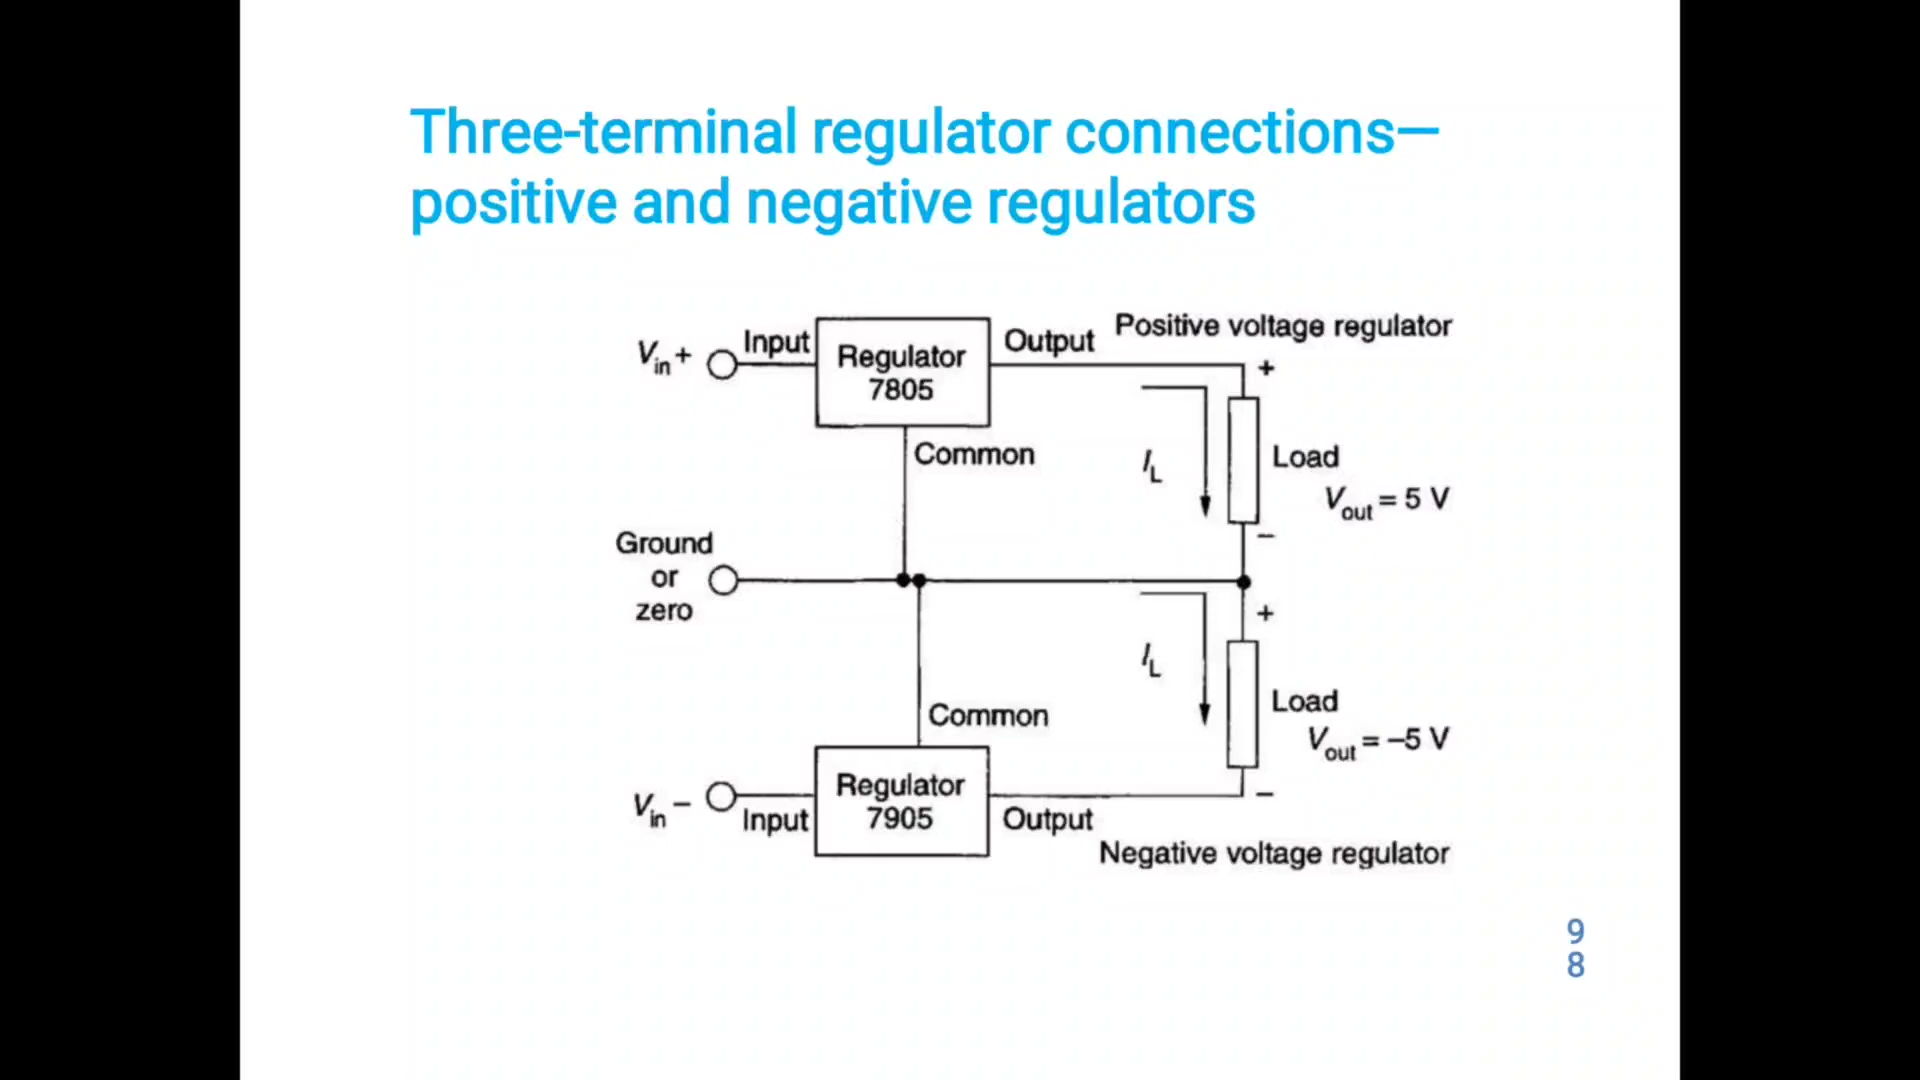 Three-terminal regulator connections—
positive and negative regulators
Positive voltage regulator
Vin + Input Regulator Output +
7805
Common
IL Load
Vout = 5 V
–
Ground
or
zero
+
IL Load
Common
Vout = –5 V
Vin – Input Regulator Output –
7905
Negative voltage regulator
9
8